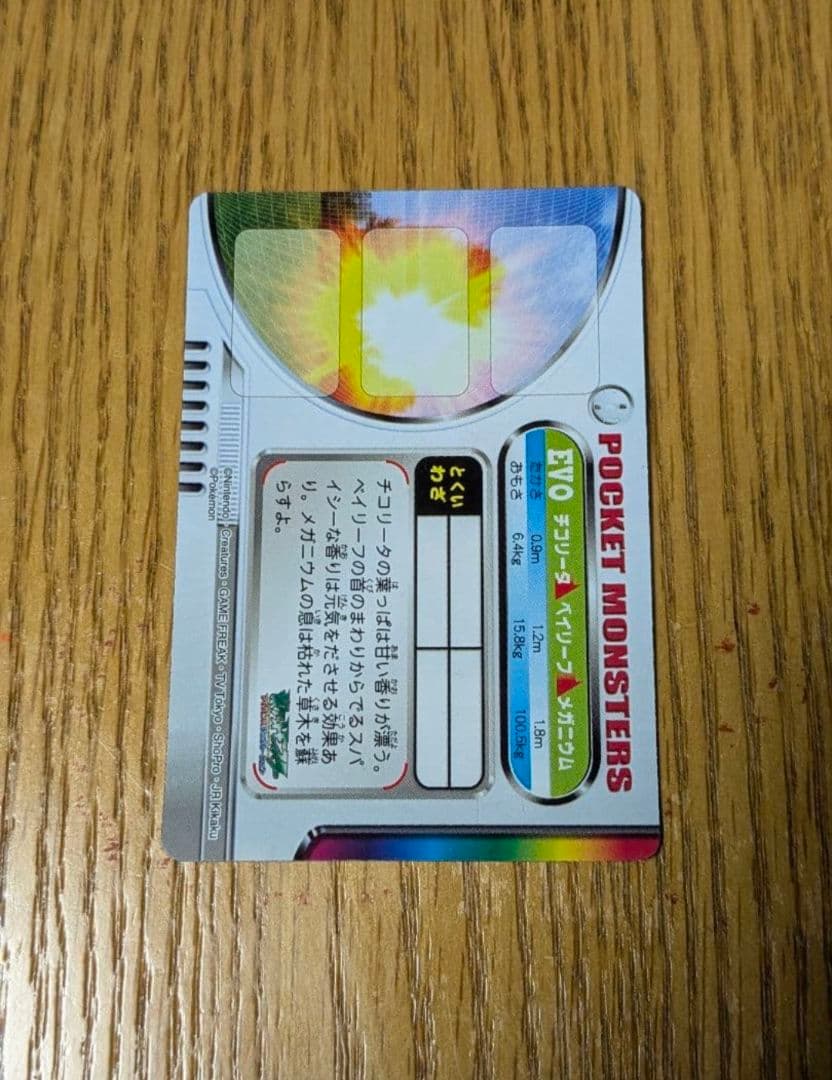 POCKET MONSTERS
EVO チコリータ▲ベイリーフ▲メガニウム
たかさ 0.9m 1.2m 1.8m
おもさ 6.4kg 15.8kg 100.5kg
とくい
わざ
チコリータの葉っぱは甘い香りが漂う。
ベイリーフの首のまわりからでるスパ
イシーな香りは元気をださせる効果あ
り。メガニウムの息は枯れた草木を蘇
らすよ。
©Nintendo・Creatures・GAME FREAK・TV Tokyo・ShoPro・JR Kikaku
©Pokémon